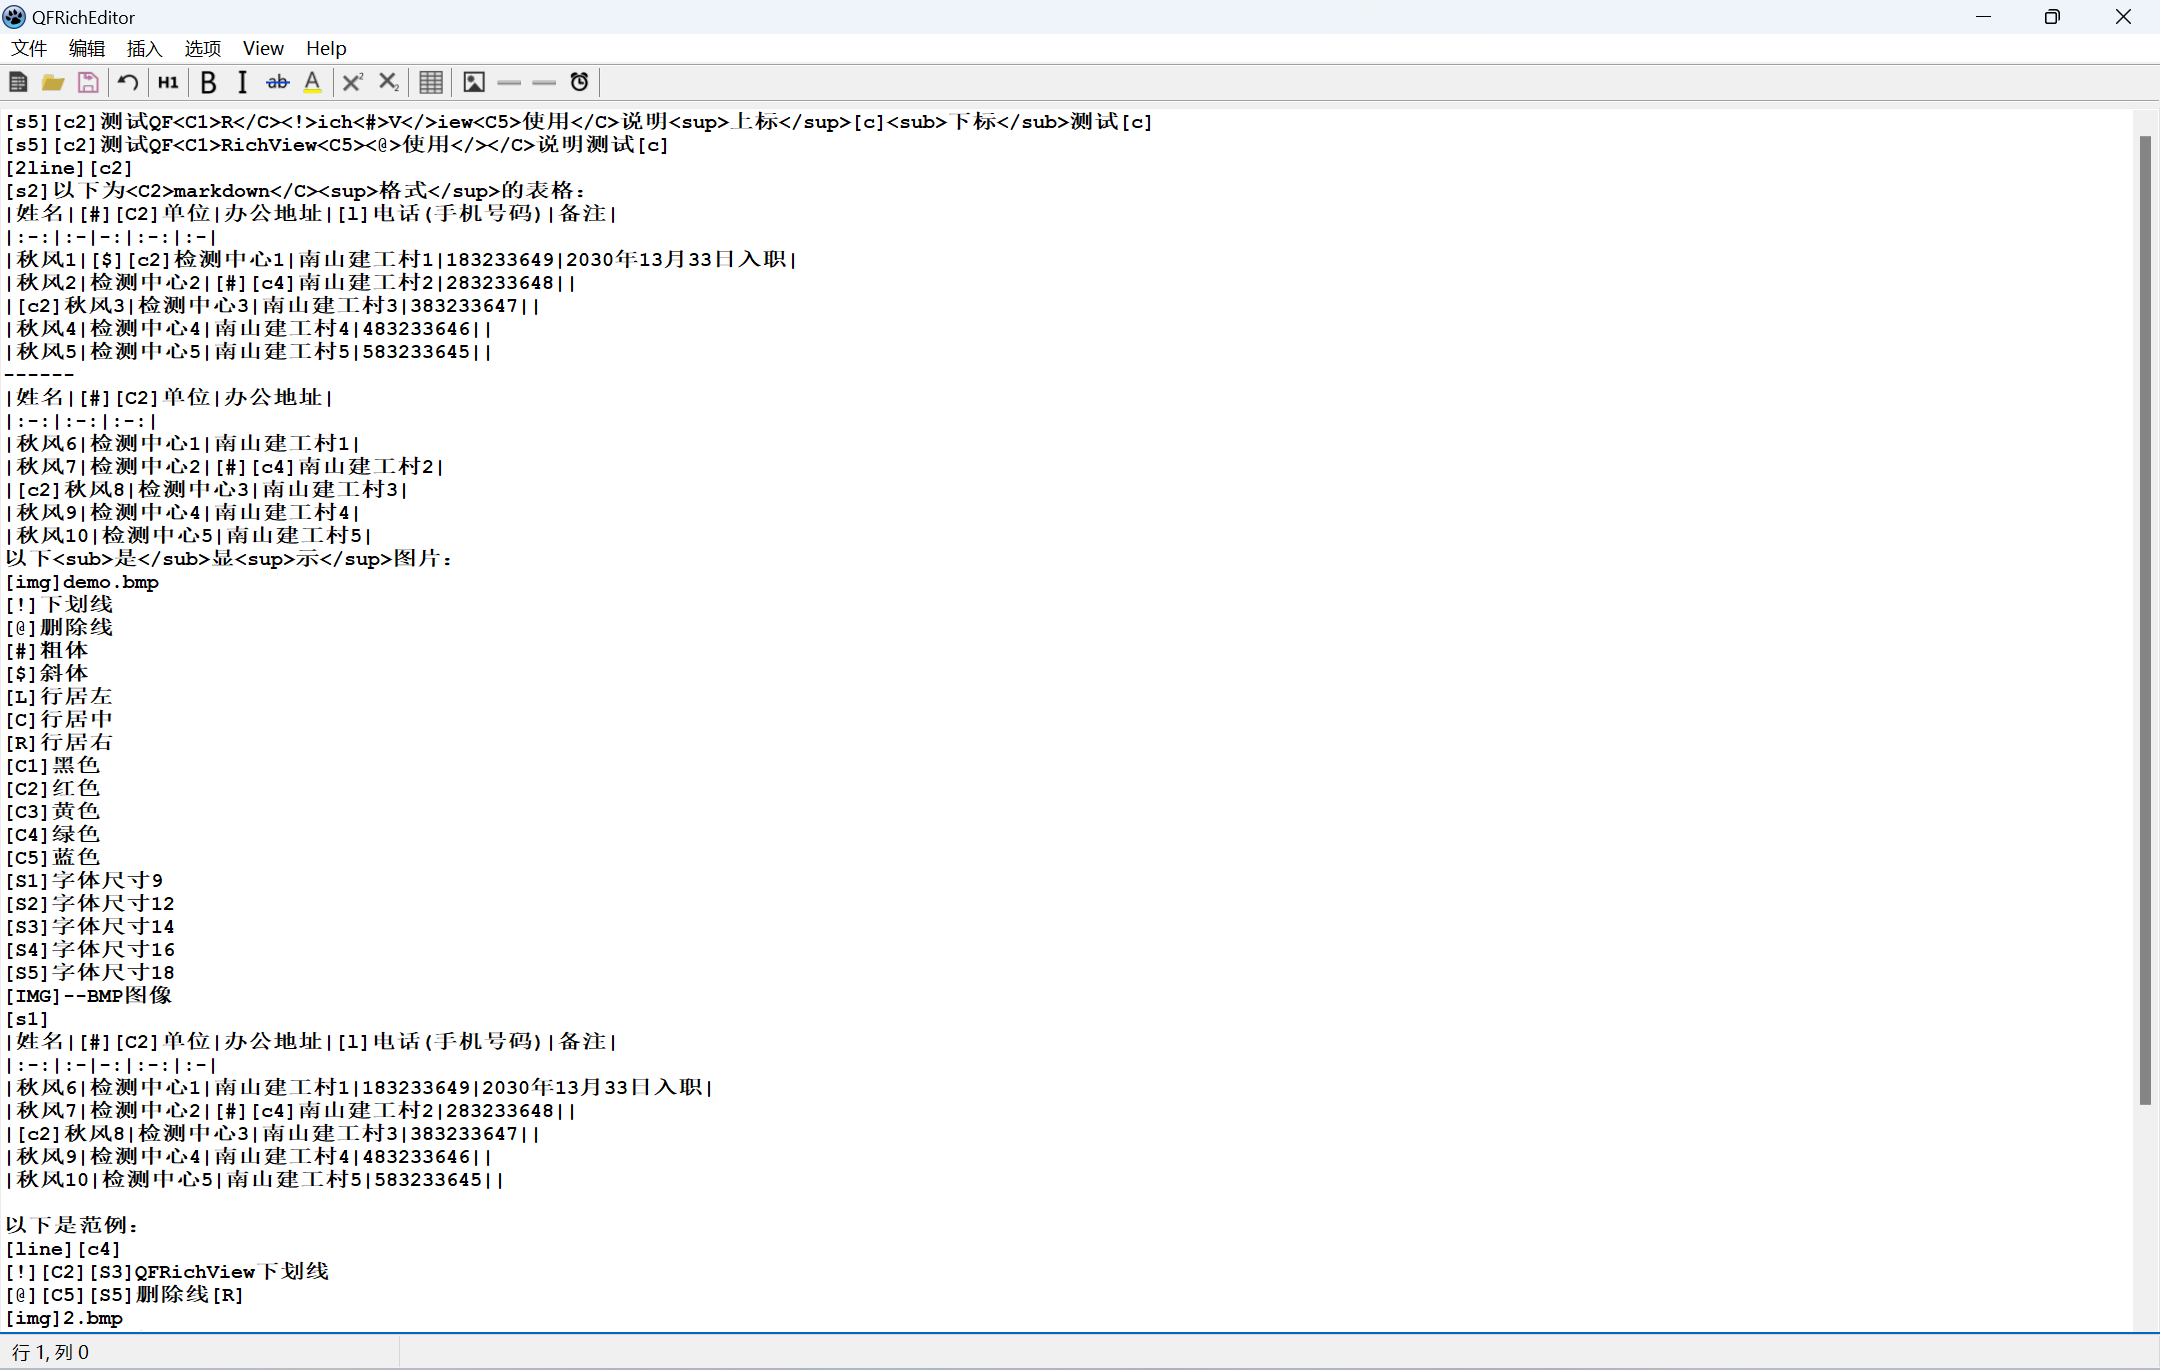 QFRichEditor
文件 编辑 插入 选项 View Help
H1 B I ab A X² X₂
[s5][c2]测试QF<C1>R</C><!>ich<#>V</>iew<C5>使用</C>说明<sup>上标</sup>[c]<sub>下标</sub>测试[c]
[s5][c2]测试QF<C1>RichView<C5><@>使用</></C>说明测试[c]
[2line][c2]
[s2]以下为<C2>markdown</C><sup>格式</sup>的表格:
|姓名|[#][C2]单位|办公地址|[l]电话(手机号码)|备注|
|:-:|:-|-:|:-:|:-|
|秋风1|[$][c2]检测中心1|南山建工村1|183233649|2030年13月33日入职|
|秋风2|检测中心2|[#][c4]南山建工村2|283233648||
|[c2]秋风3|检测中心3|南山建工村3|383233647||
|秋风4|检测中心4|南山建工村4|483233646||
|秋风5|检测中心5|南山建工村5|583233645||
------
|姓名|[#][C2]单位|办公地址|
|:-:|:-:|:-:|
|秋风6|检测中心1|南山建工村1|
|秋风7|检测中心2|[#][c4]南山建工村2|
|[c2]秋风8|检测中心3|南山建工村3|
|秋风9|检测中心4|南山建工村4|
|秋风10|检测中心5|南山建工村5|
以下<sub>是</sub>显<sup>示</sup>图片:
[img]demo.bmp
[!]下划线
[@]删除线
[#]粗体
[$]斜体
[L]行居左
[C]行居中
[R]行居右
[C1]黑色
[C2]红色
[C3]黄色
[C4]绿色
[C5]蓝色
[S1]字体尺寸9
[S2]字体尺寸12
[S3]字体尺寸14
[S4]字体尺寸16
[S5]字体尺寸18
[IMG]--BMP图像
[s1]
|姓名|[#][C2]单位|办公地址|[l]电话(手机号码)|备注|
|:-:|:-|-:|:-:|:-|
|秋风6|检测中心1|南山建工村1|183233649|2030年13月33日入职|
|秋风7|检测中心2|[#][c4]南山建工村2|283233648||
|[c2]秋风8|检测中心3|南山建工村3|383233647||
|秋风9|检测中心4|南山建工村4|483233646||
|秋风10|检测中心5|南山建工村5|583233645||
以下是范例:
[line][c4]
[!][C2][S3]QFRichView下划线
[@][C5][S5]删除线[R]
[img]2.bmp
行 1, 列 0